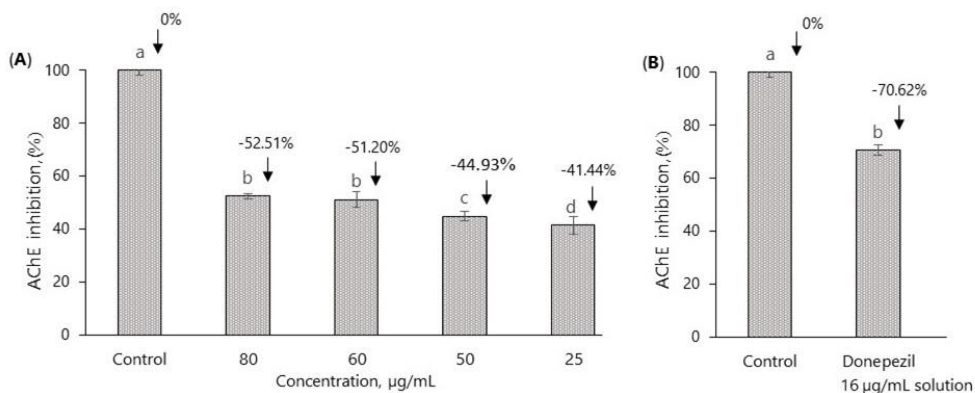 (A)
0%
a
-52.51%
b
-51.20%
b
-44.93%
c
-41.44%
d
AChE inhibition, (%)
100
80
60
40
20
0
Control 80 60 50 25
Concentration, µg/mL
(B)
0%
a
-70.62%
b
AChE inhibition, (%)
100
80
60
40
20
0
Control Donepezil
16 µg/mL solution